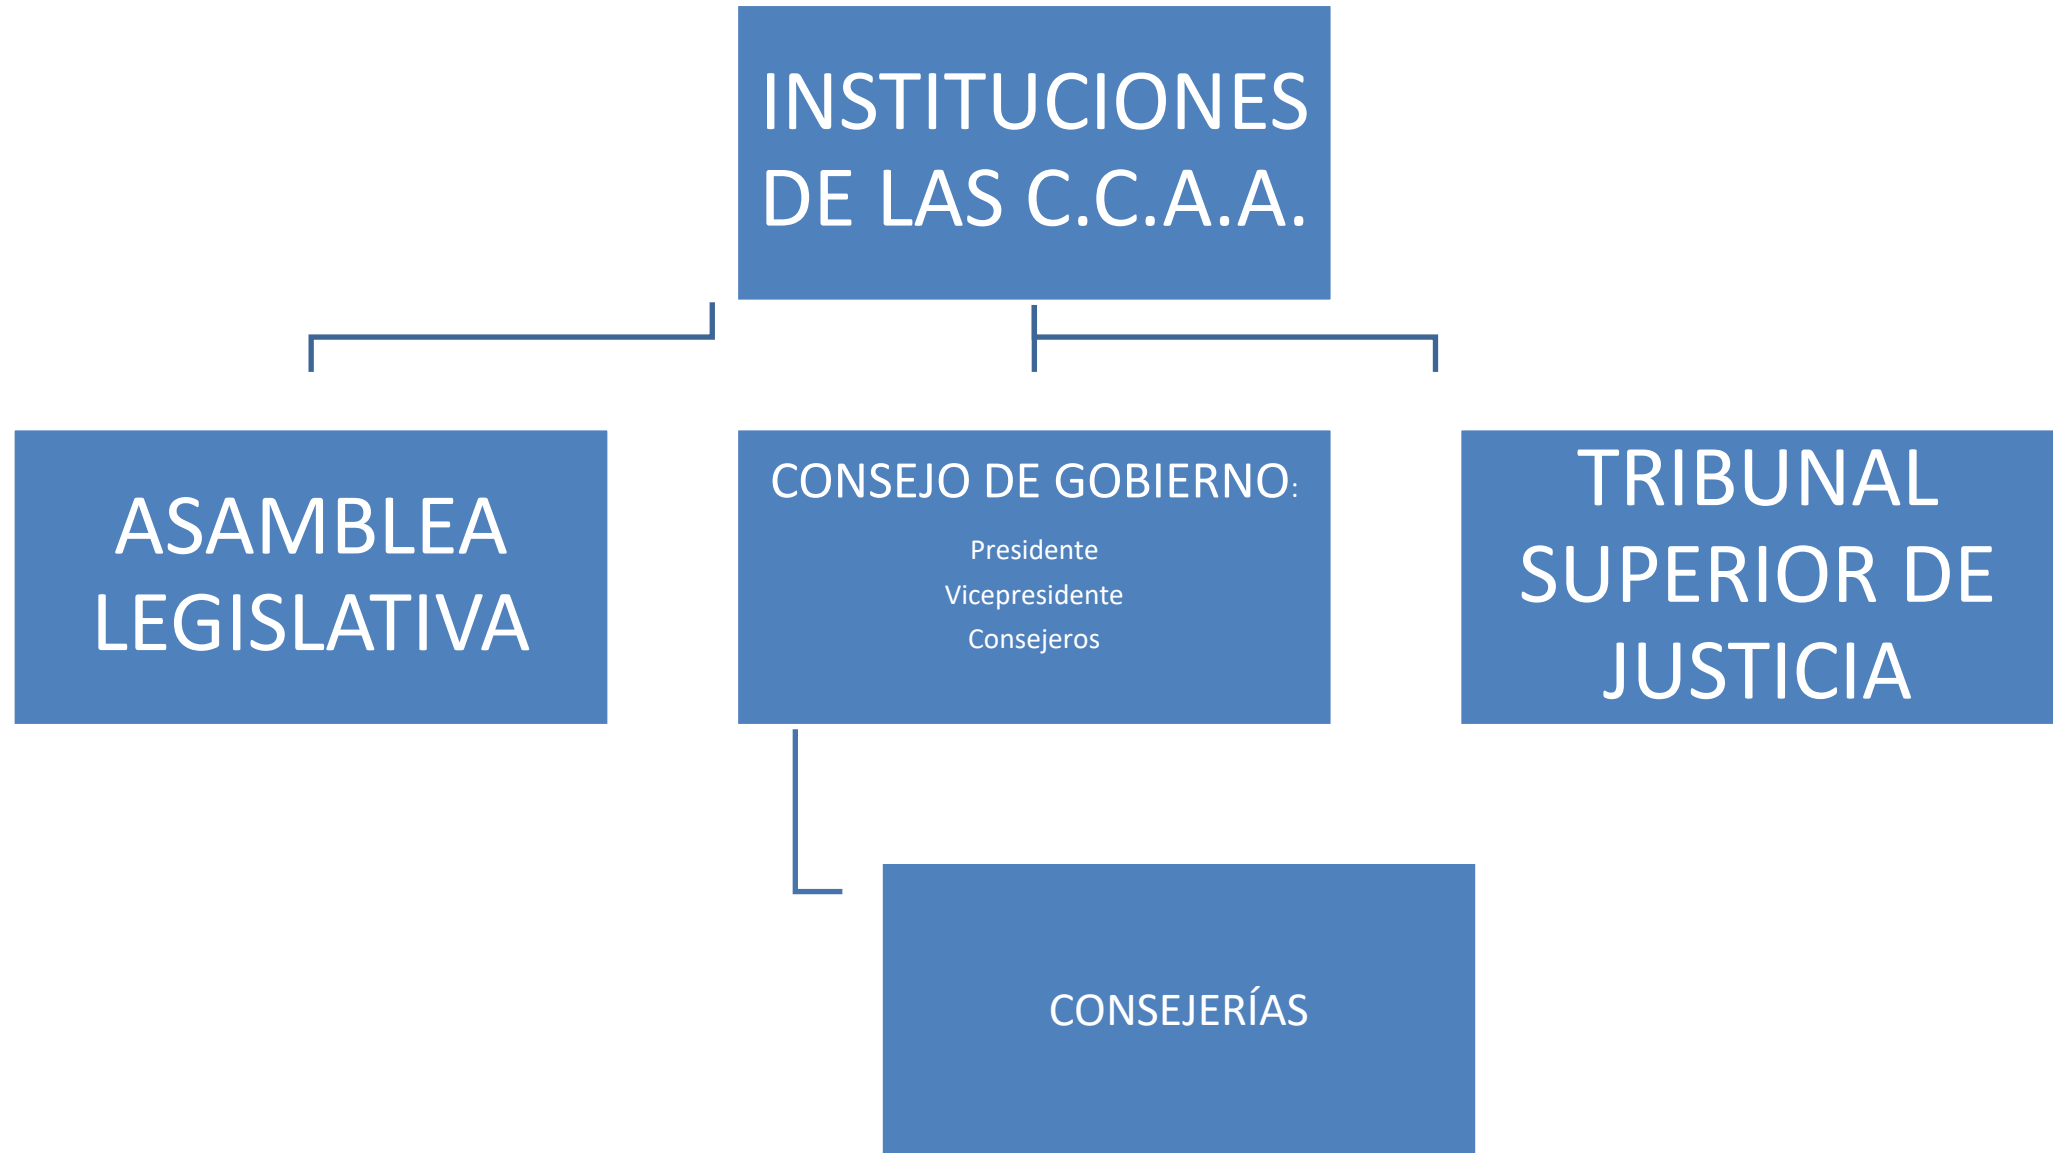 INSTITUCIONES
DE LAS C.C.A.A.
ASAMBLEA
LEGISLATIVA
CONSEJO DE GOBIERNO:
Presidente
Vicepresidente
Consejeros
TRIBUNAL
SUPERIOR DE
JUSTICIA
CONSEJERÍAS